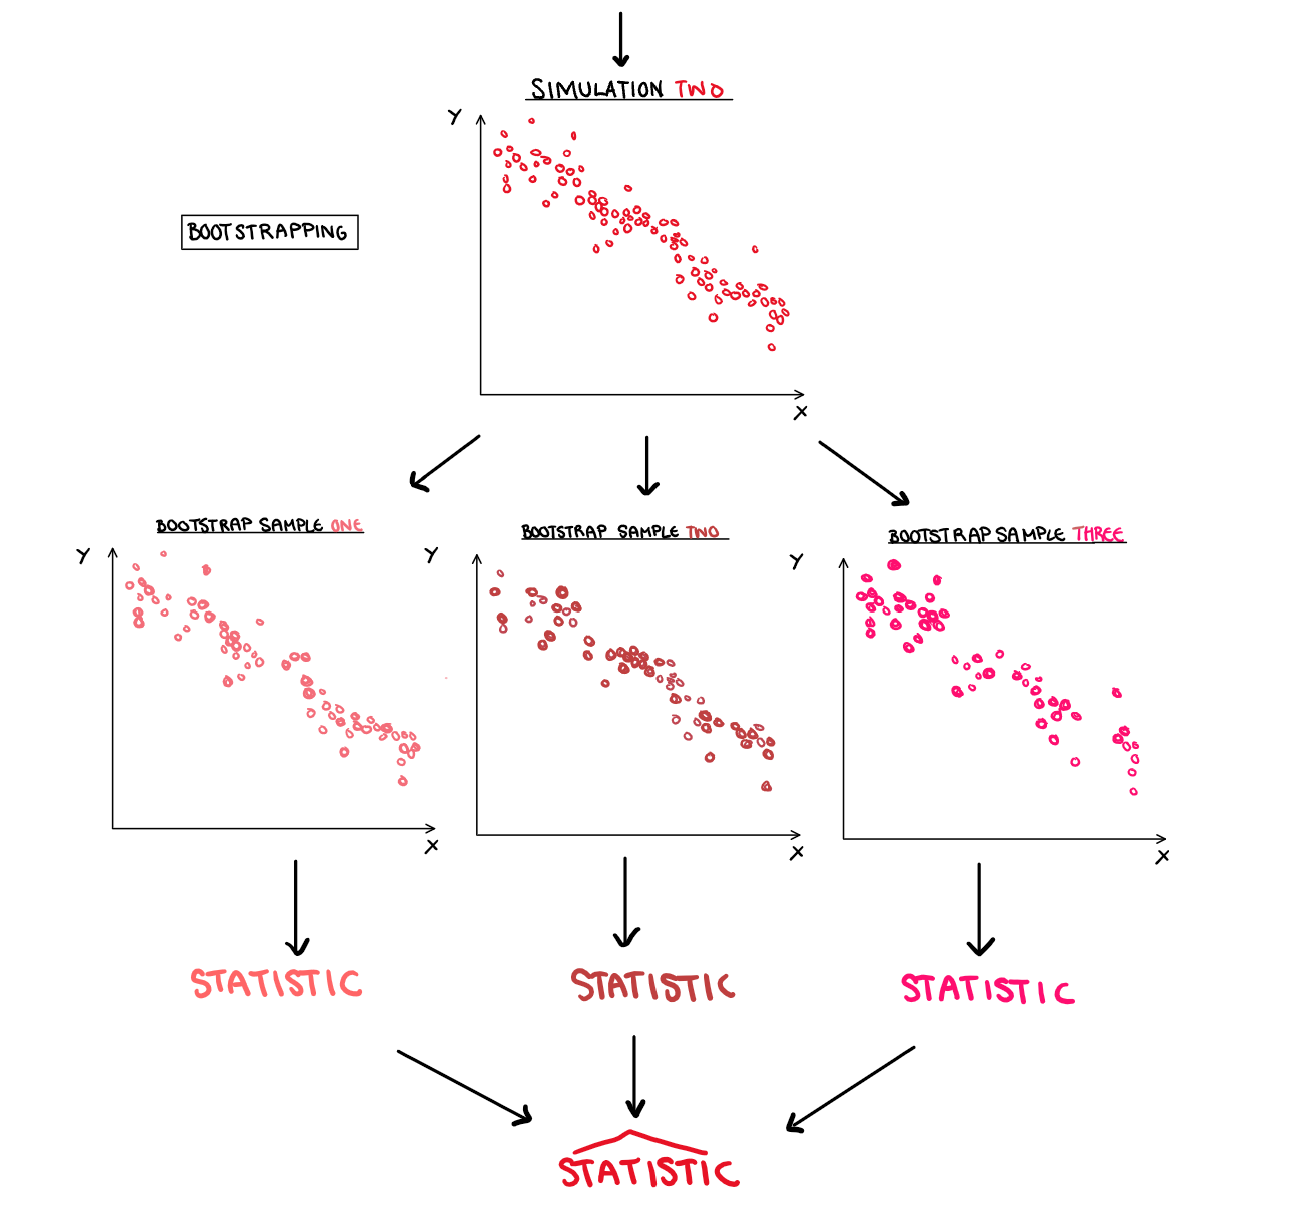 SIMULATION TWO
Y
BOOTSTRAPPING
X
BOOTSTRAP SAMPLE ONE
BOOTSTRAP SAMPLE TWO
BOOTSTRAP SAMPLE THREE
Y
Y
Y
X
X
X
STATISTIC
STATISTIC
STATISTIC
STATISTIC